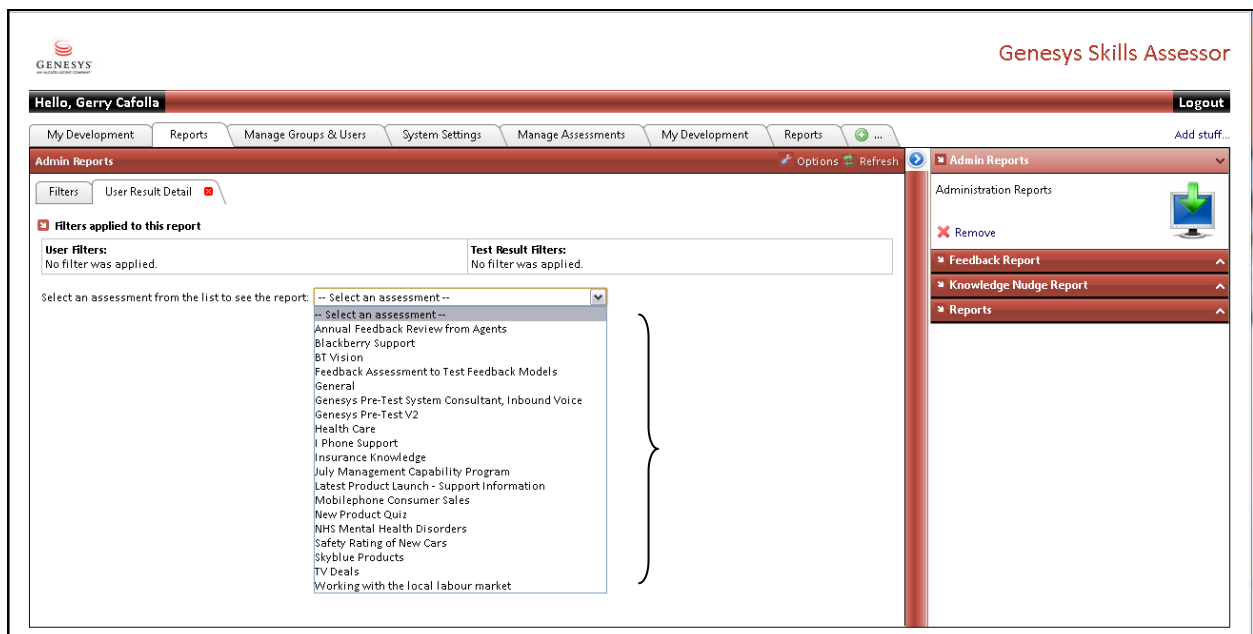 GENESYS
AN ALCATEL-LUCENT COMPANY
Genesys Skills Assessor
Hello, Gerry Cafolla
Logout
My Development Reports Manage Groups & Users System Settings Manage Assessments My Development Reports ... Add stuff...
Admin Reports Options Refresh
Filters User Result Detail
Filters applied to this report
User Filters:
No filter was applied.
Test Result Filters:
No filter was applied.
Select an assessment from the list to see the report: -- Select an assessment --
-- Select an assessment --
Annual Feedback Review from Agents
Blackberry Support
BT Vision
Feedback Assessment to Test Feedback Models
General
Genesys Pre-Test System Consultant, Inbound Voice
Genesys Pre-Test V2
Health Care
I Phone Support
Insurance Knowledge
July Management Capability Program
Latest Product Launch - Support Information
Mobilephone Consumer Sales
New Product Quiz
NHS Mental Health Disorders
Safety Rating of New Cars
Skyblue Products
TV Deals
Working with the local labour market
Admin Reports
Administration Reports
Remove
Feedback Report
Knowledge Nudge Report
Reports